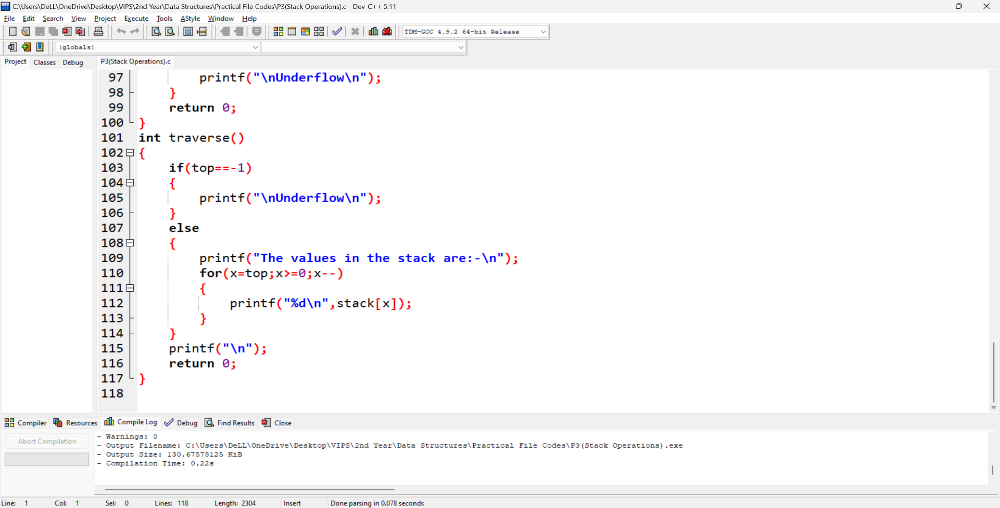 C:\Users\DeLL\OneDrive\Desktop\VIPS\2nd Year\Data Structures\Practical File Codes\P3(Stack Operations).c - Dev-C++ 5.11
File Edit Search View Project Execute Tools AStyle Window Help
TDM-GCC 4.9.2 64-bit Release
(globals)
Project Classes Debug P3(Stack Operations).c
97 printf("\nUnderflow\n");
98 }
99 return 0;
100 }
101 int traverse()
102 {
103 if(top==-1)
104 {
105 printf("\nUnderflow\n");
106 }
107 else
108 {
109 printf("The values in the stack are:-\n");
110 for(x=top;x>=0;x--)
111 {
112 printf("%d\n",stack[x]);
113 }
114 }
115 printf("\n");
116 return 0;
117 }
118
Compiler Resources Compile Log Debug Find Results Close
Abort Compilation
- Warnings: 0
- Output Filename: C:\Users\DeLL\OneDrive\Desktop\VIPS\2nd Year\Data Structures\Practical File Codes\P3(Stack Operations).exe
- Output Size: 130.67578125 KiB
- Compilation Time: 0.22s
Line: 1 Col: 1 Sel: 0 Lines: 118 Length: 2304 Insert Done parsing in 0.078 seconds